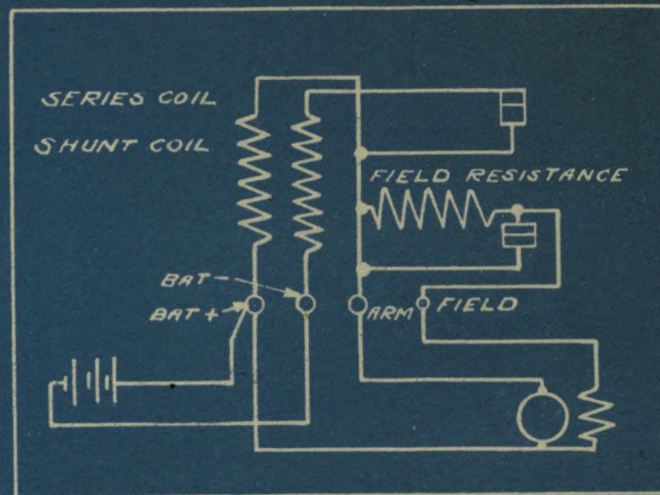 SERIES COIL
SHUNT COIL
FIELD RESISTANCE
BAT -
BAT +
ARM
FIELD